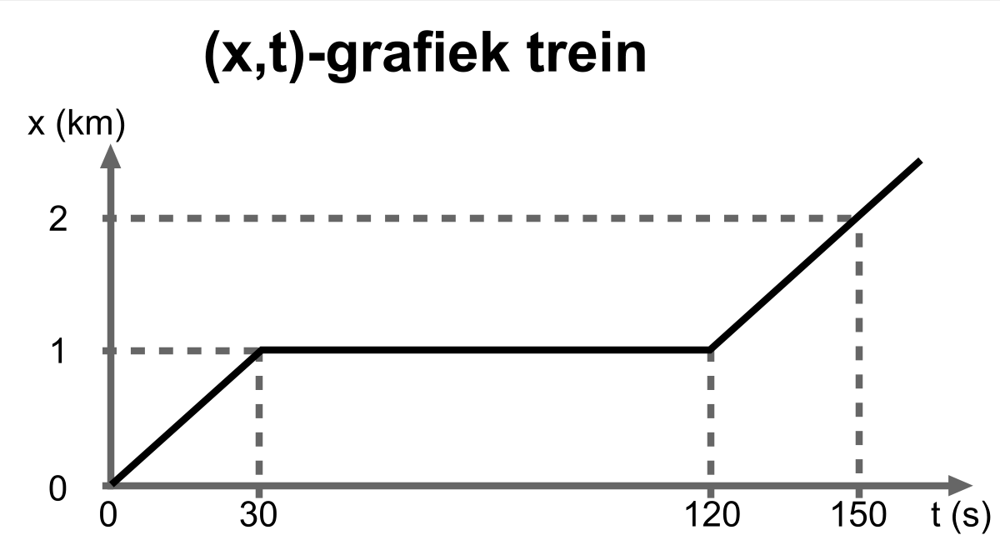 (x,t)-grafiek trein
x (km)
2
1
0
0 30 120 150 t (s)